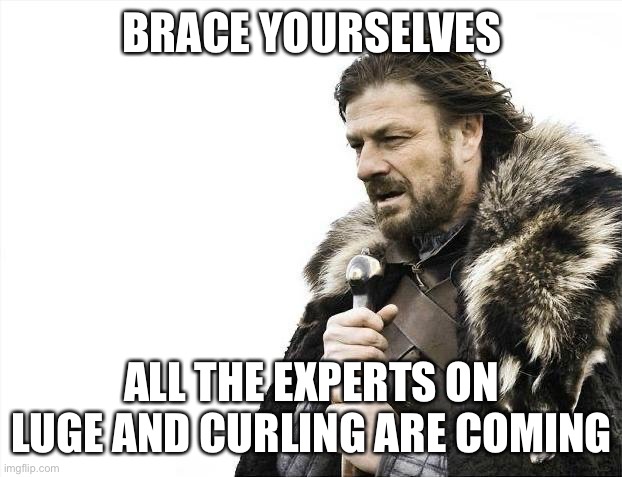 BRACE YOURSELVES
ALL THE EXPERTS ON
LUGE AND CURLING ARE COMING
imgflip.com